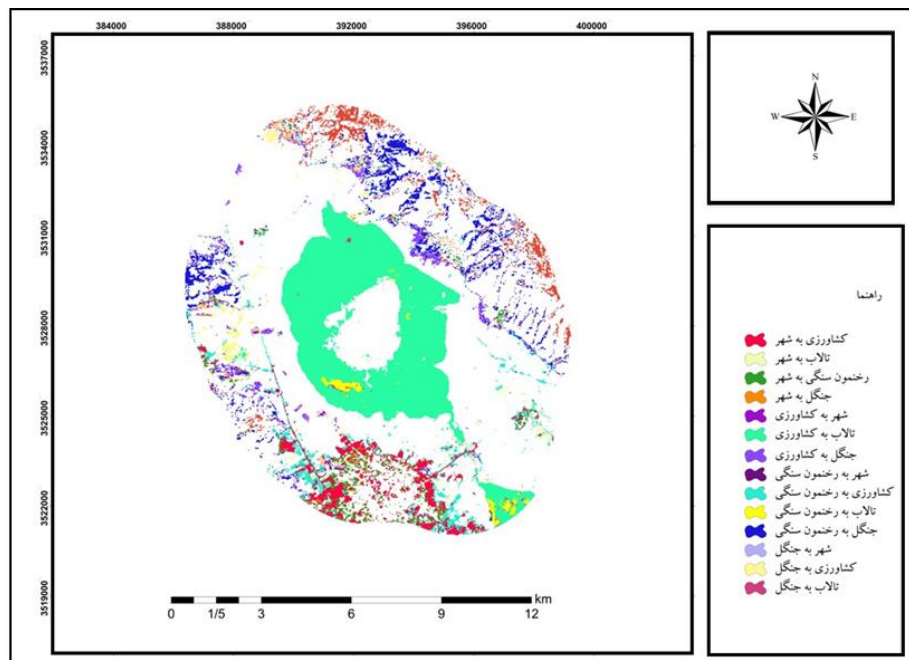 384000 388000 392000 396000 400000
3537000
3534000
3531000
3528000
3525000
3522000
3519000
N
W E
S
راهنما
کشاورزی به شهر
تالاب به شهر
رخنمون سنگی به شهر
جنگل به شهر
شهر به کشاورزی
تالاب به کشاورزی
جنگل به کشاورزی
شهر به رخنمون سنگی
کشاورزی به رخنمون سنگی
تالاب به رخنمون سنگی
جنگل به رخنمون سنگی
شهر به جنگل
کشاورزی به جنگل
تالاب به جنگل
km
0 1/5 3 6 9 12